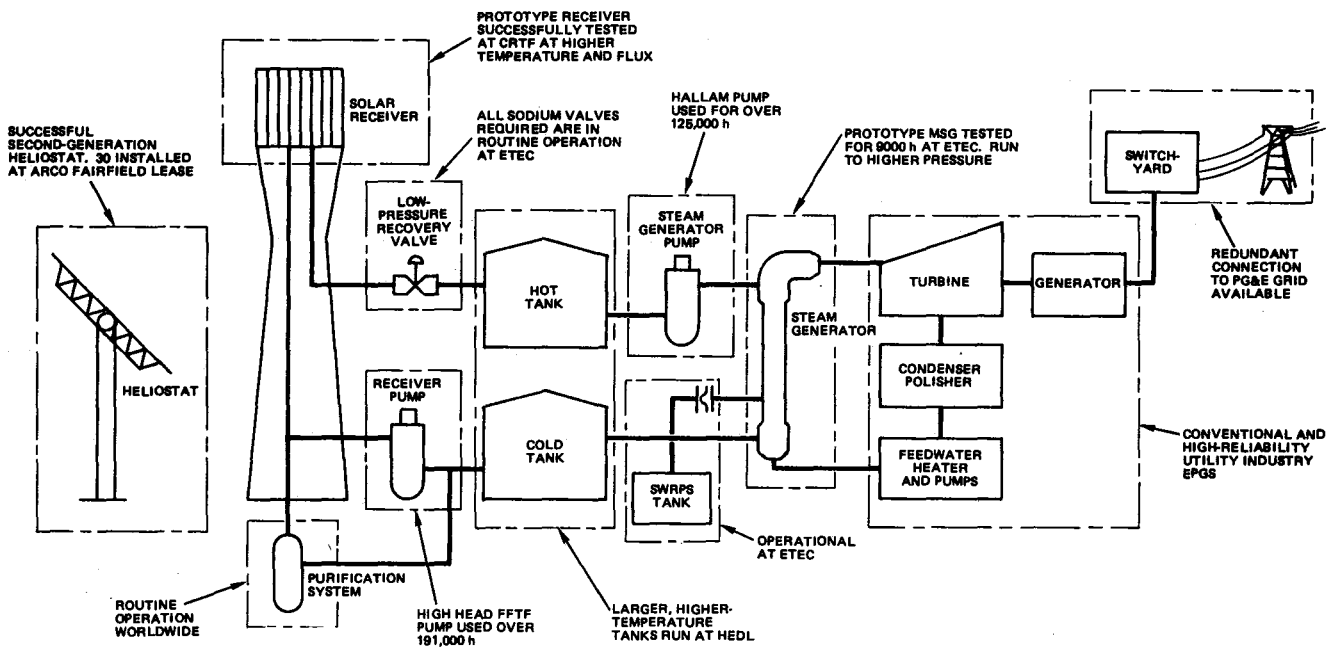 PROTOTYPE RECEIVER
SUCCESSFULLY TESTED
AT CRTF AT HIGHER
TEMPERATURE AND FLUX
SOLAR
RECEIVER
SUCCESSFUL
SECOND-GENERATION
HELIOSTAT. 30 INSTALLED
AT ARCO FAIRFIELD LEASE
HELIOSTAT
ALL SODIUM VALVES
REQUIRED ARE IN
ROUTINE OPERATION
AT ETEC
LOW-
PRESSURE
RECOVERY
VALVE
HALLAM PUMP
USED FOR OVER
125,000 h
STEAM
GENERATOR
PUMP
PROTOTYPE MSG TESTED
FOR 9000 h AT ETEC. RUN
TO HIGHER PRESSURE
SWITCH-
YARD
REDUNDANT
CONNECTION
TO PG&E GRID
AVAILABLE
HOT
TANK
STEAM
GENERATOR
TURBINE
GENERATOR
CONDENSER
POLISHER
FEEDWATER
HEATER
AND PUMPS
CONVENTIONAL AND
HIGH-RELIABILITY
UTILITY INDUSTRY
EPGS
RECEIVER
PUMP
COLD
TANK
SWRPS
TANK
OPERATIONAL
AT ETEC
PURIFICATION
SYSTEM
ROUTINE
OPERATION
WORLDWIDE
HIGH HEAD FFTF
PUMP USED OVER
191,000 h
LARGER, HIGHER-
TEMPERATURE
TANKS RUN AT HEDL